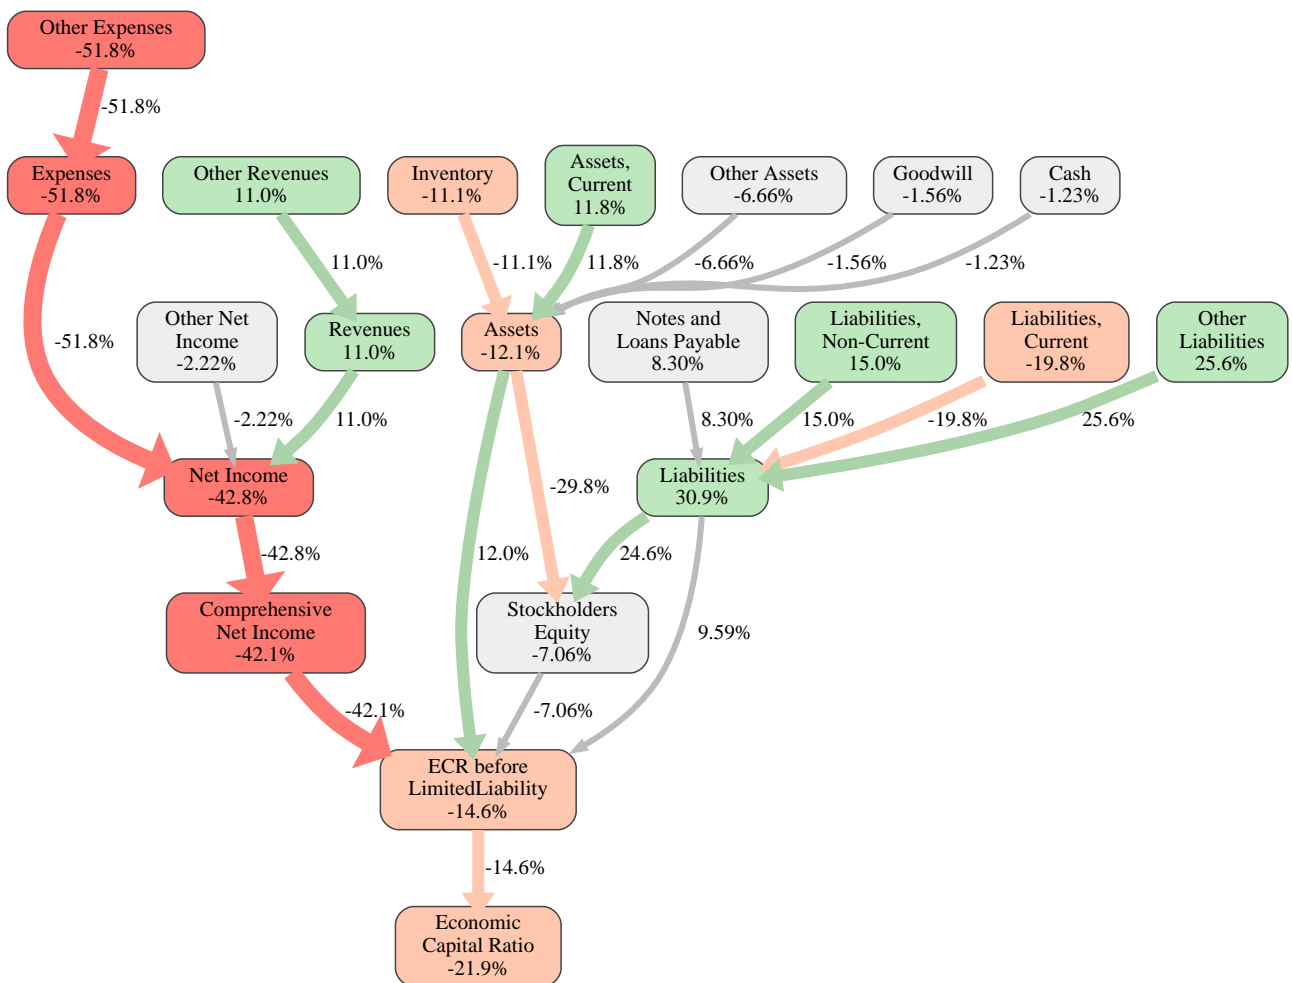 Other Expenses
-51.8%
-51.8%
Expenses
-51.8%
Other Revenues
11.0%
Inventory
-11.1%
Assets,
Current
11.8%
Other Assets
-6.66%
Goodwill
-1.56%
Cash
-1.23%
11.0%
-11.1%
11.8%
-6.66%
-1.56%
-1.23%
-51.8%
Other Net
Income
-2.22%
Revenues
11.0%
Assets
-12.1%
Notes and
Loans Payable
8.30%
Liabilities,
Non-Current
15.0%
Liabilities,
Current
-19.8%
Other
Liabilities
25.6%
-2.22%
11.0%
8.30%
15.0%
-19.8%
25.6%
Net Income
-42.8%
-29.8%
Liabilities
30.9%
-42.8%
12.0%
24.6%
Comprehensive
Net Income
-42.1%
Stockholders
Equity
-7.06%
9.59%
-42.1%
-7.06%
ECR before
LimitedLiability
-14.6%
-14.6%
Economic
Capital Ratio
-21.9%